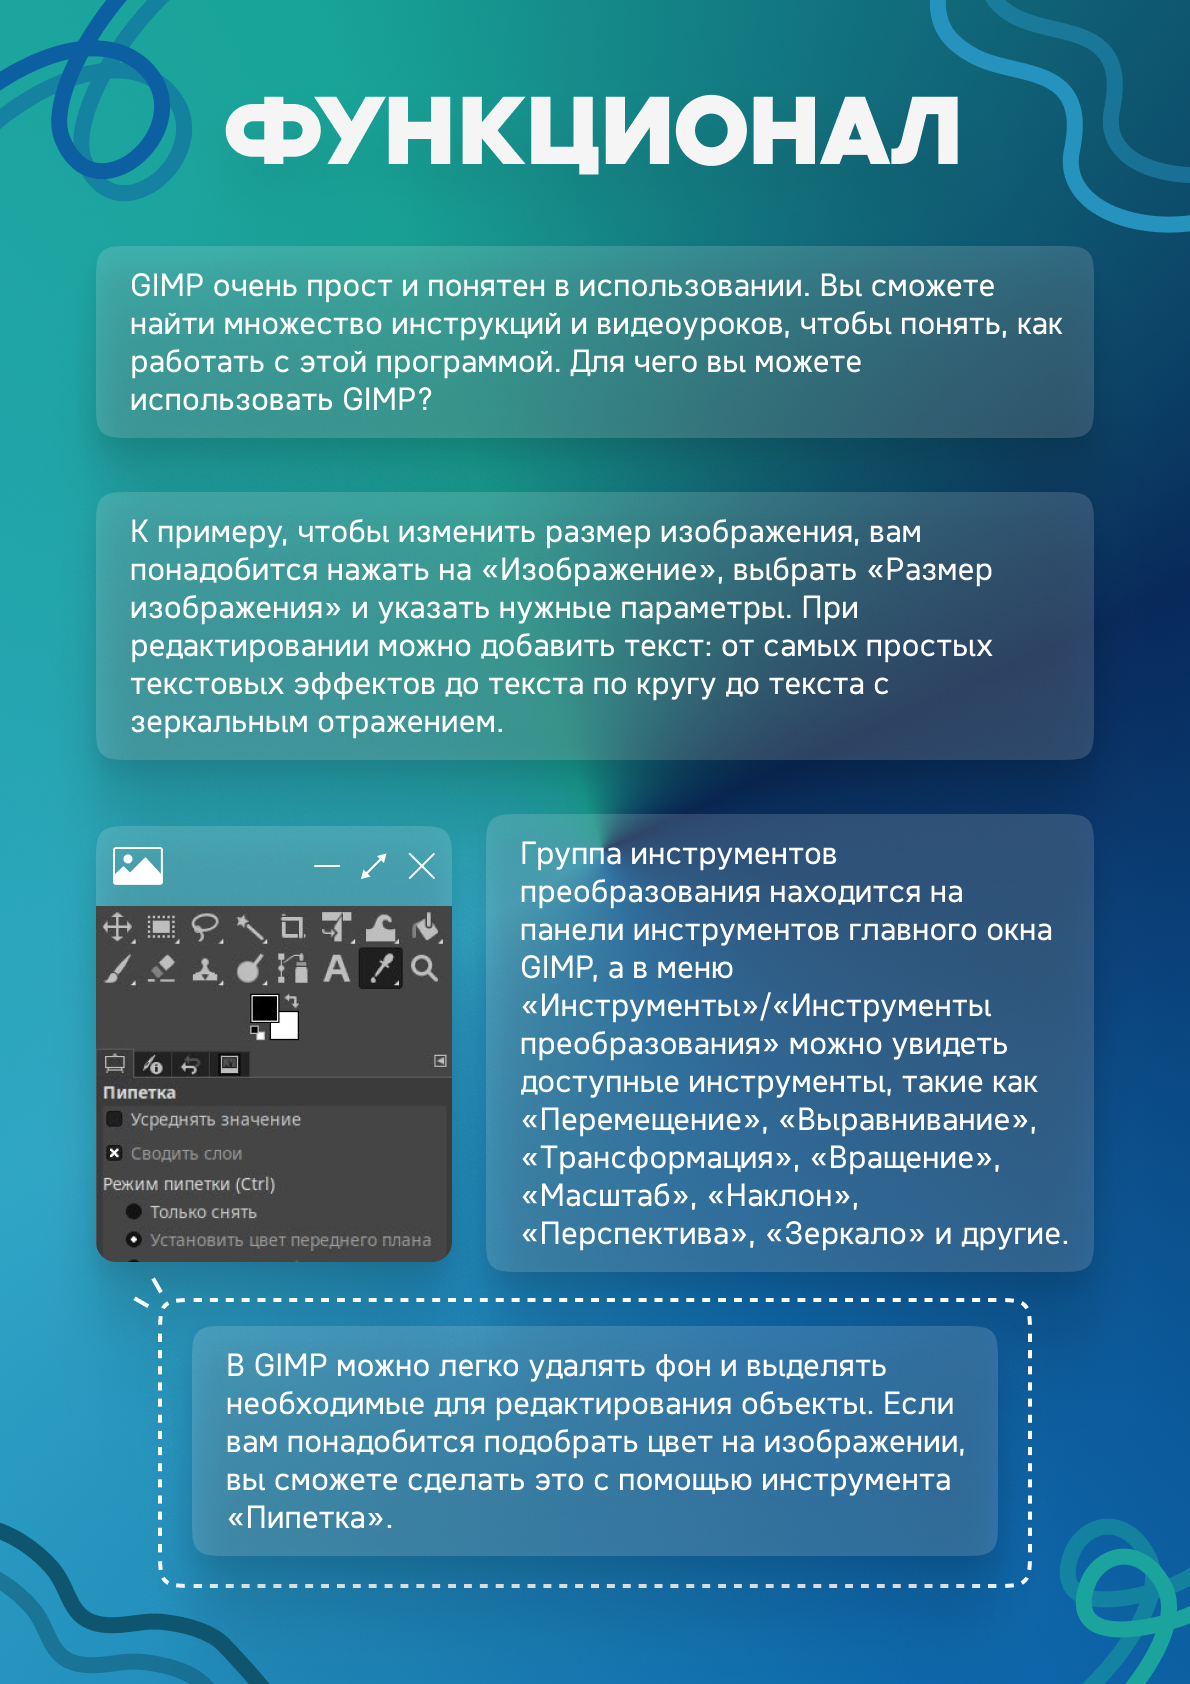 ФУНКЦИОНАЛ
GIMP очень прост и понятен в использовании. Вы сможете
найти множество инструкций и видеоуроков, чтобы понять, как
работать с этой программой. Для чего вы можете
использовать GIMP?
К примеру, чтобы изменить размер изображения, вам
понадобится нажать на «Изображение», выбрать «Размер
изображения» и указать нужные параметры. При
редактировании можно добавить текст: от самых простых
текстовых эффектов до текста по кругу до текста с
зеркальным отражением.
Пипетка
Усреднять значение
Сводить слои
Режим пипетки (Ctrl)
Только снять
Установить цвет переднего плана
Группа инструментов
преобразования находится на
панели инструментов главного окна
GIMP, а в меню
«Инструменты»/«Инструменты
преобразования» можно увидеть
доступные инструменты, такие как
«Перемещение», «Выравнивание»,
«Трансформация», «Вращение»,
«Масштаб», «Наклон»,
«Перспектива», «Зеркало» и другие.
В GIMP можно легко удалять фон и выделять
необходимые для редактирования объекты. Если
вам понадобится подобрать цвет на изображении,
вы сможете сделать это с помощью инструмента
«Пипетка».